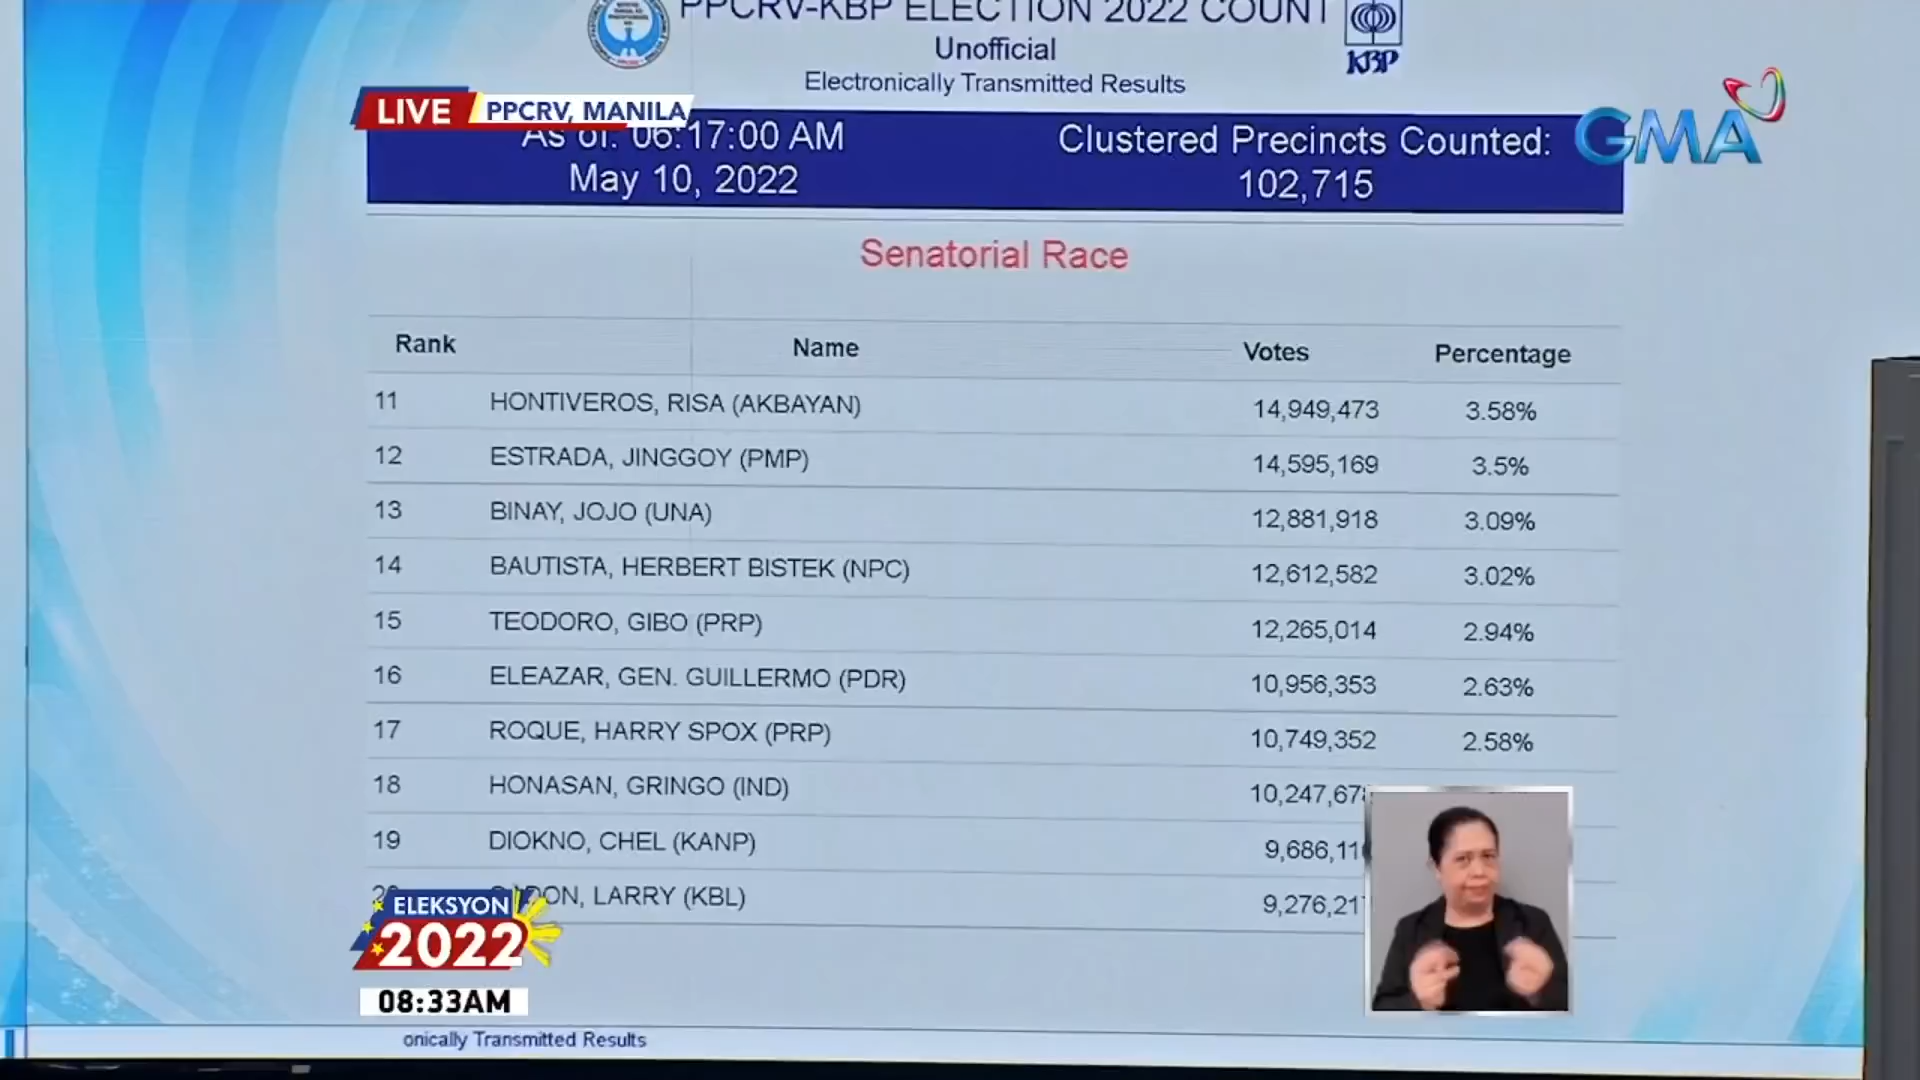 PPCRV-KBP ELECTION 2022 COUNT
Unofficial
Electronically Transmitted Results
KBP
LIVE PPCRV, MANILA
As of: 06:17:00 AM
May 10, 2022
Clustered Precincts Counted:
102,715
GMA
Senatorial Race
Rank Name Votes Percentage
11 HONTIVEROS, RISA (AKBAYAN) 14,949,473 3.58%
12 ESTRADA, JINGGOY (PMP) 14,595,169 3.5%
13 BINAY, JOJO (UNA) 12,881,918 3.09%
14 BAUTISTA, HERBERT BISTEK (NPC) 12,612,582 3.02%
15 TEODORO, GIBO (PRP) 12,265,014 2.94%
16 ELEAZAR, GEN. GUILLERMO (PDR) 10,956,353 2.63%
17 ROQUE, HARRY SPOX (PRP) 10,749,352 2.58%
18 HONASAN, GRINGO (IND) 10,247,67
19 DIOKNO, CHEL (KANP) 9,686,11
LARRY (KBL) 9,276,21
ELEKSYON
2022
08:33AM
onically Transmitted Results